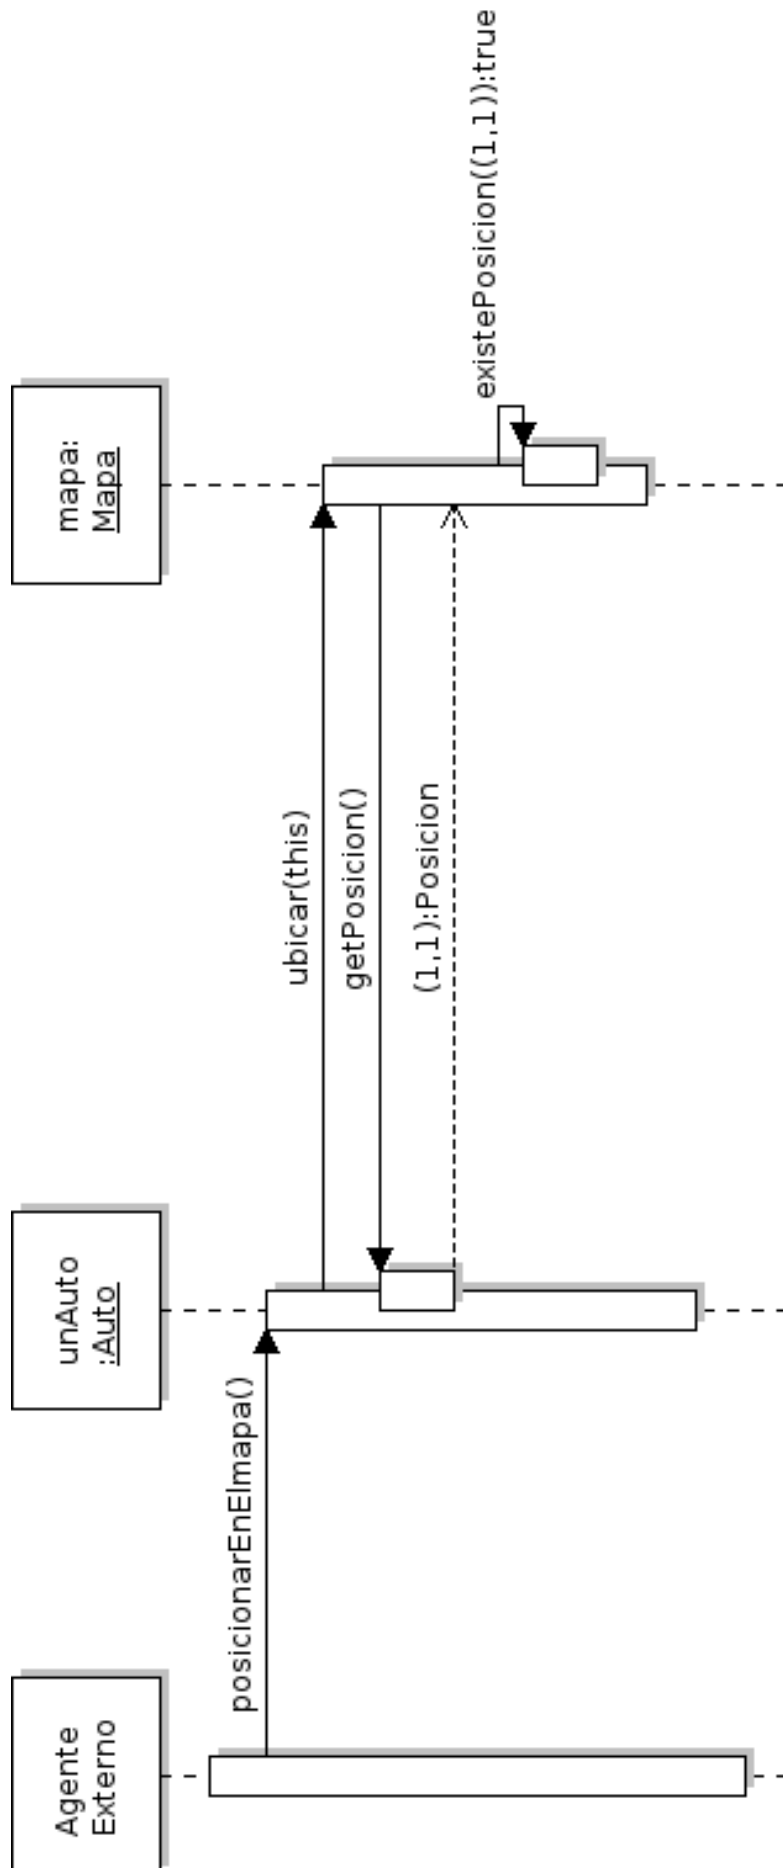 Agente
Externo
unAuto
:Auto
mapa:
Mapa
posicionarEnElmapa()
ubicar(this)
getPosicion()
(1,1):Posicion
existePosicion((1,1)):true